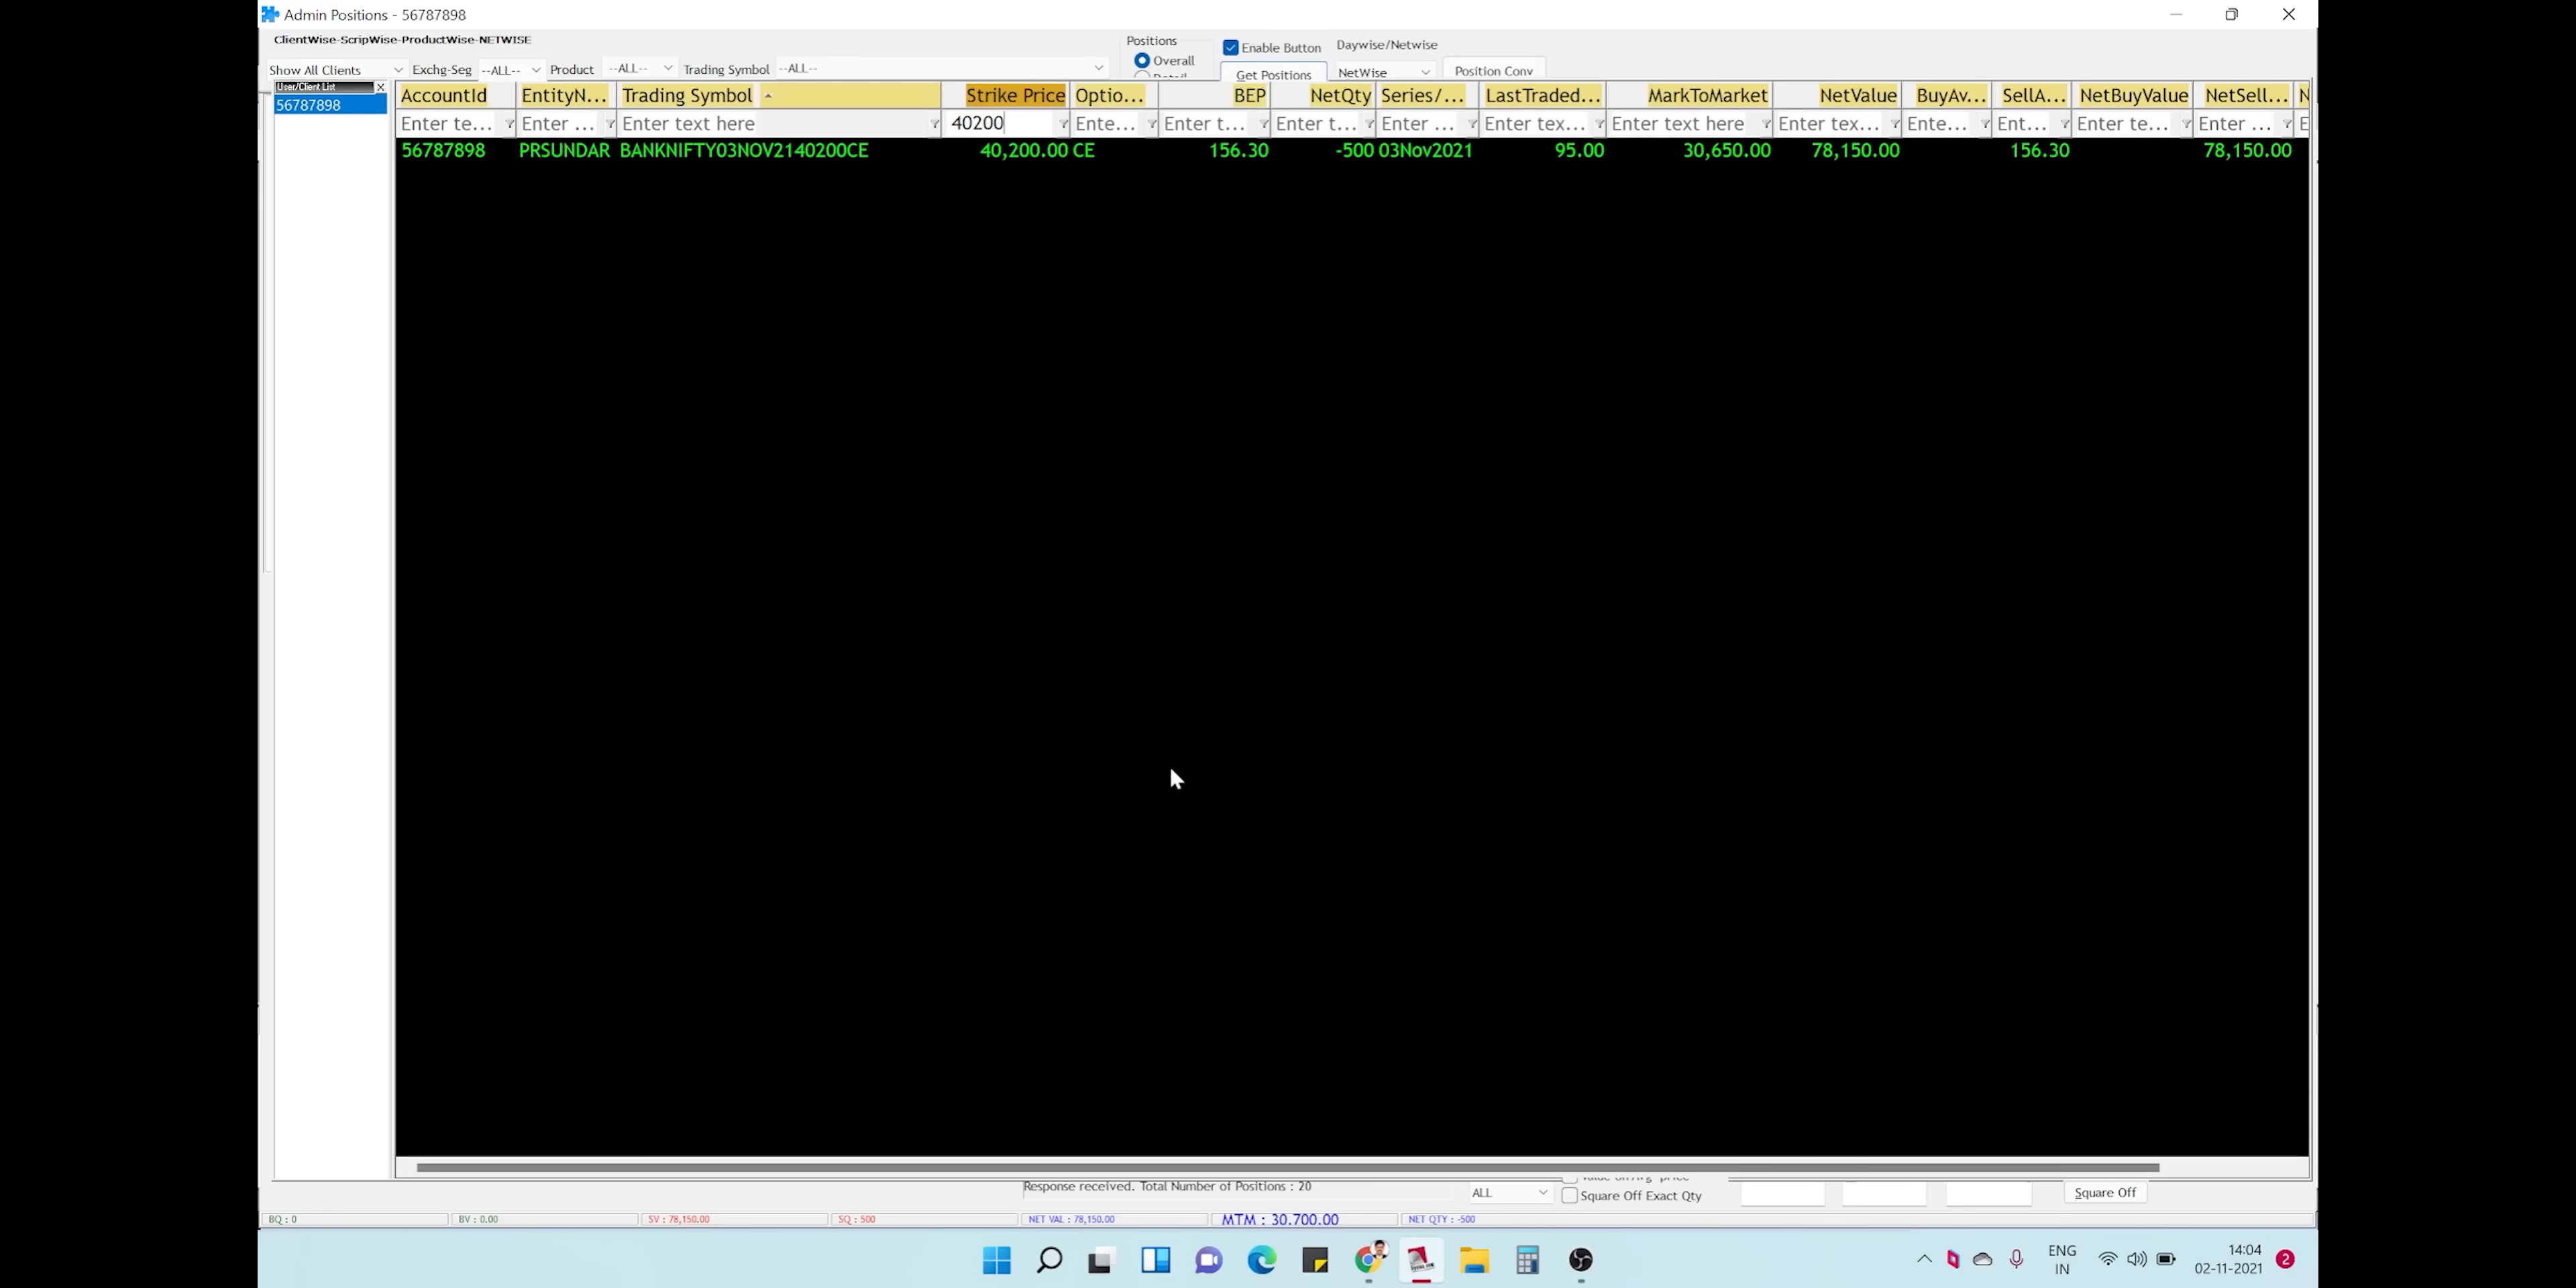 Admin Positions - 56787898
ClientWise-ScripWise-ProductWise-NETWISE
Positions
Enable Button
Daywise/Netwise
Overall
Show All Clients
Exchg-Seg
--ALL--
Product
--ALL--
Trading Symbol
--ALL--
Get Positions
NetWise
Position Conv
User/Client List
56787898
AccountId EntityN... Trading Symbol Strike Price Optio... BEP NetQty Series/... LastTraded... MarkToMarket NetValue BuyAv... SellA... NetBuyValue NetSell... N
Enter te... Enter ... Enter text here 40200 Ente... Enter t... Enter t... Enter ... Enter tex... Enter text here Enter tex... Ente... Ent... Enter te... Enter ... E
56787898 PRSUNDAR BANKNIFTY03NOV2140200CE 40,200.00 CE 156.30 -500 03Nov2021 95.00 30,650.00 78,150.00 156.30 78,150.00
Response received. Total Number of Positions : 20
ALL
Square Off Exact Qty
Square Off
BQ : 0
BV : 0.00
SV : 78,150.00
SQ : 500
NET VAL : 78,150.00
MTM : 30.700.00
NET QTY : -500
ENG
IN
14:04
02-11-2021
2